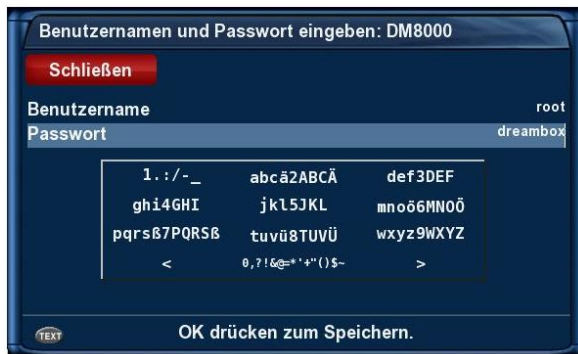 Benutzernamen und Passwort eingeben: DM8000
Schließen
Benutzername root
Passwort dreambox
1.:/-_ abcä2ABCÄ def3DEF
ghi4GHI jkl5JKL mnoö6MNOÖ
pqrsß7PQRSß tuvü8TUVÜ wxyz9WXYZ
< 0,?!&@=*'+"()$~ >
TEXT OK drücken zum Speichern.